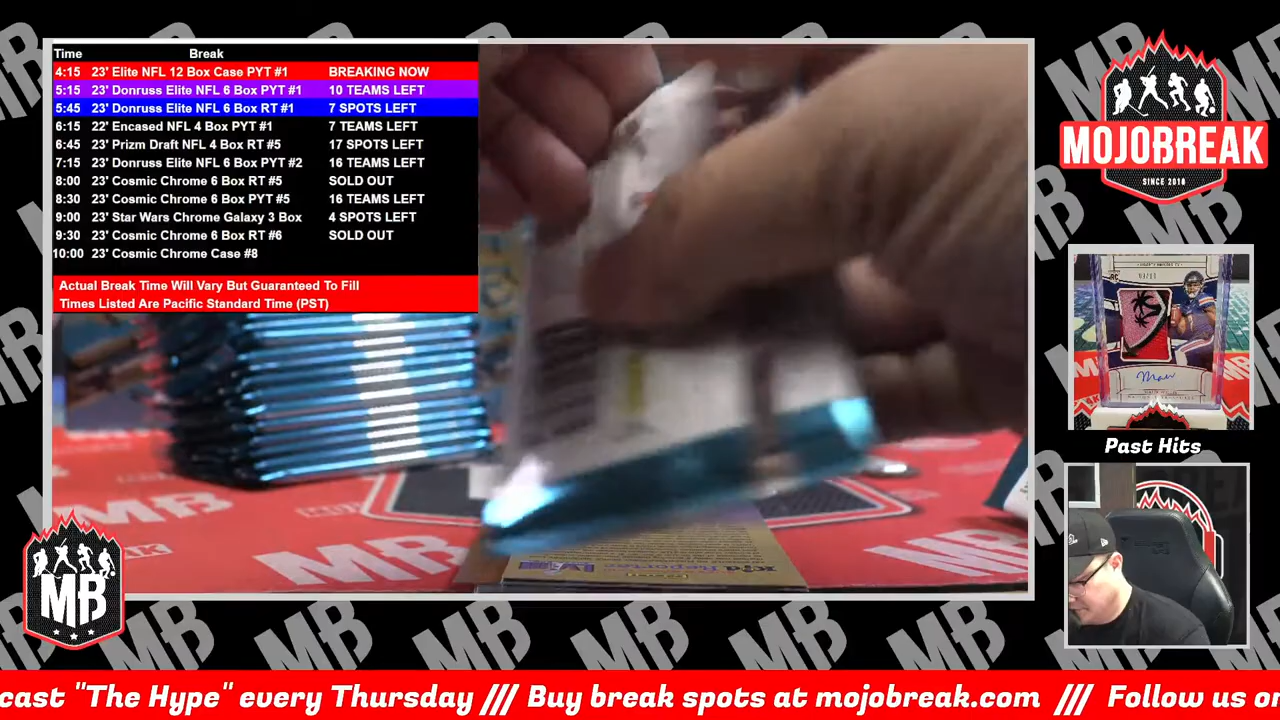 Time Break
4:15 23' Elite NFL 12 Box Case PYT #1 BREAKING NOW
5:15 23' Donruss Elite NFL 6 Box PYT #1 10 TEAMS LEFT
5:45 23' Donruss Elite NFL 6 Box RT #1 7 SPOTS LEFT
6:15 22' Encased NFL 4 Box PYT #1 7 TEAMS LEFT
6:45 23' Prizm Draft NFL 4 Box RT #5 17 SPOTS LEFT
7:15 23' Donruss Elite NFL 6 Box PYT #2 16 TEAMS LEFT
8:00 23' Cosmic Chrome 6 Box RT #5 SOLD OUT
8:30 23' Cosmic Chrome 6 Box PYT #5 16 TEAMS LEFT
9:00 23' Star Wars Chrome Galaxy 3 Box 4 SPOTS LEFT
9:30 23' Cosmic Chrome 6 Box RT #6 SOLD OUT
10:00 23' Cosmic Chrome Case #8
Actual Break Time Will Vary But Guaranteed To Fill
Times Listed Are Pacific Standard Time (PST)
MOJOBREAK
SINCE 2016
Past Hits
MB
Kid Reporter
cast "The Hype" every Thursday /// Buy break spots at mojobreak.com /// Follow us on